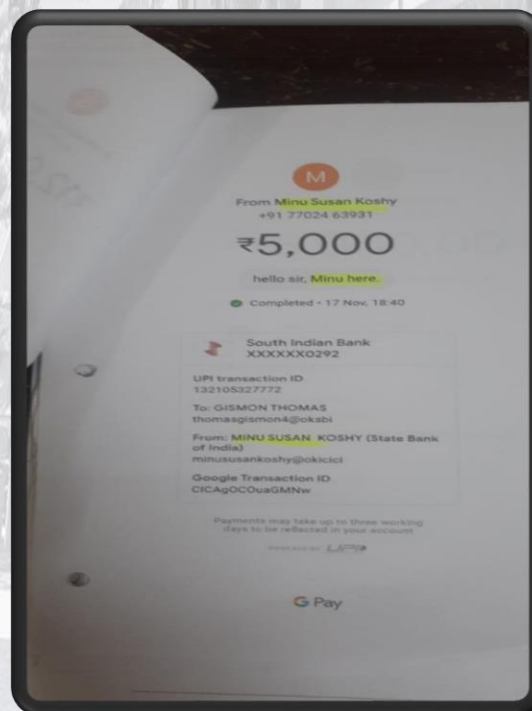 M
From Minu Susan Koshy
+91 77024 63931
₹5,000
hello sir, Minu here.
Completed • 17 Nov, 18:40
South Indian Bank
XXXXXX0292
UPI transaction ID
132105327772
To: GISMON THOMAS
thomasgismon4@oksbi
From: MINU SUSAN KOSHY (State Bank
of India)
minususankoshy@okicici
Google Transaction ID
CICAgOCOuaGMNw
Payments may take up to three working
days to be reflected in your account
POWERED BY UPI
G Pay